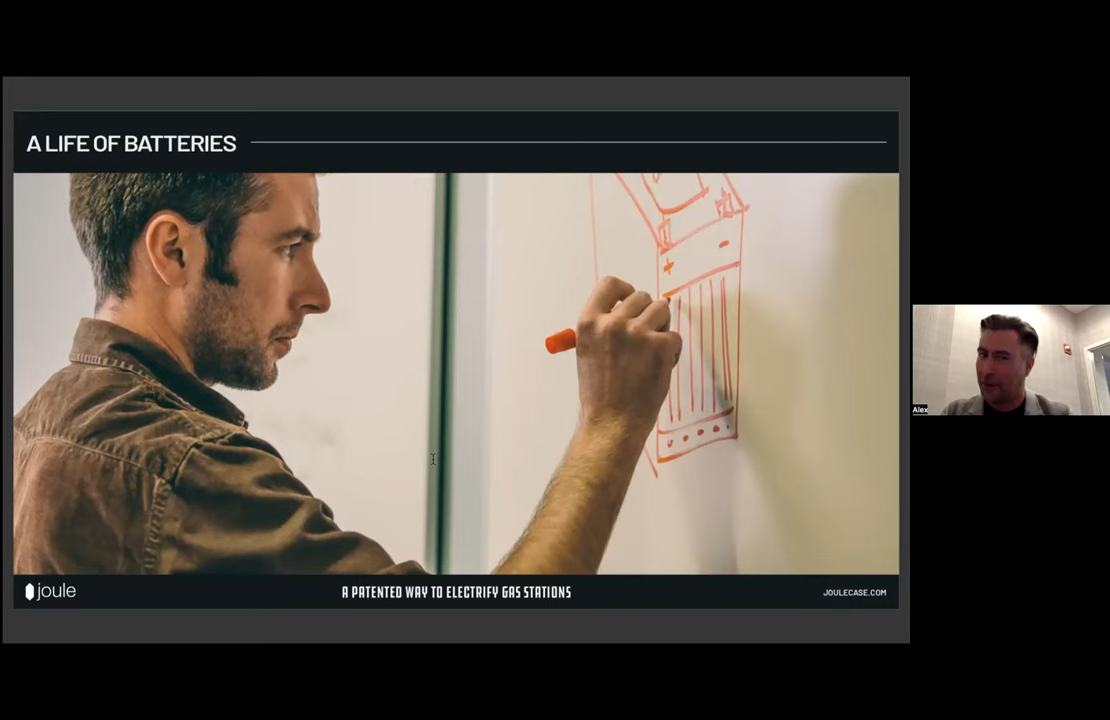 A LIFE OF BATTERIES
+ -
joule
A PATENTED WAY TO ELECTRIFY GAS STATIONS
JOULECASE.COM
Alex